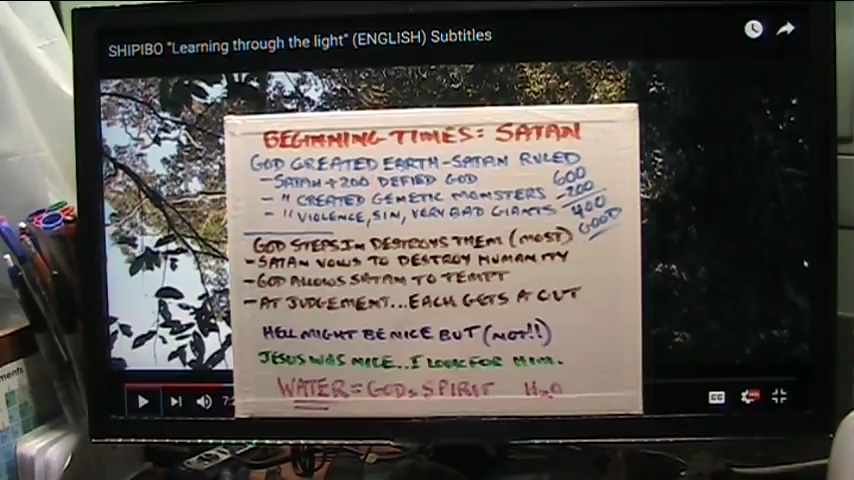 SHIPIBO "Learning through the light" (ENGLISH) Subtitles
BEGINNING TIMES: SATAN
GOD CREATED EARTH-SATAN RULED
-SATAN+200 DEFIED GOD 600
- " CREATED GENETIC MONSTERS -200
- " VIOLENCE, SIN, VERY BAD GIANTS 400
GOOD
GOD STEPS IN DESTROYS THEM (MOST)
-SATAN VOWS TO DESTROY HUMANITY
-GOD ALLOWS SATAN TO TEMPT
-AT JUDGEMENT...EACH GETS A CUT
HELL MIGHT BE NICE BUT (NOT!!)
JESUS WAS NICE..I LOOK FOR HIM.
WATER=GODS SPIRIT H2O
7:
CC
ments